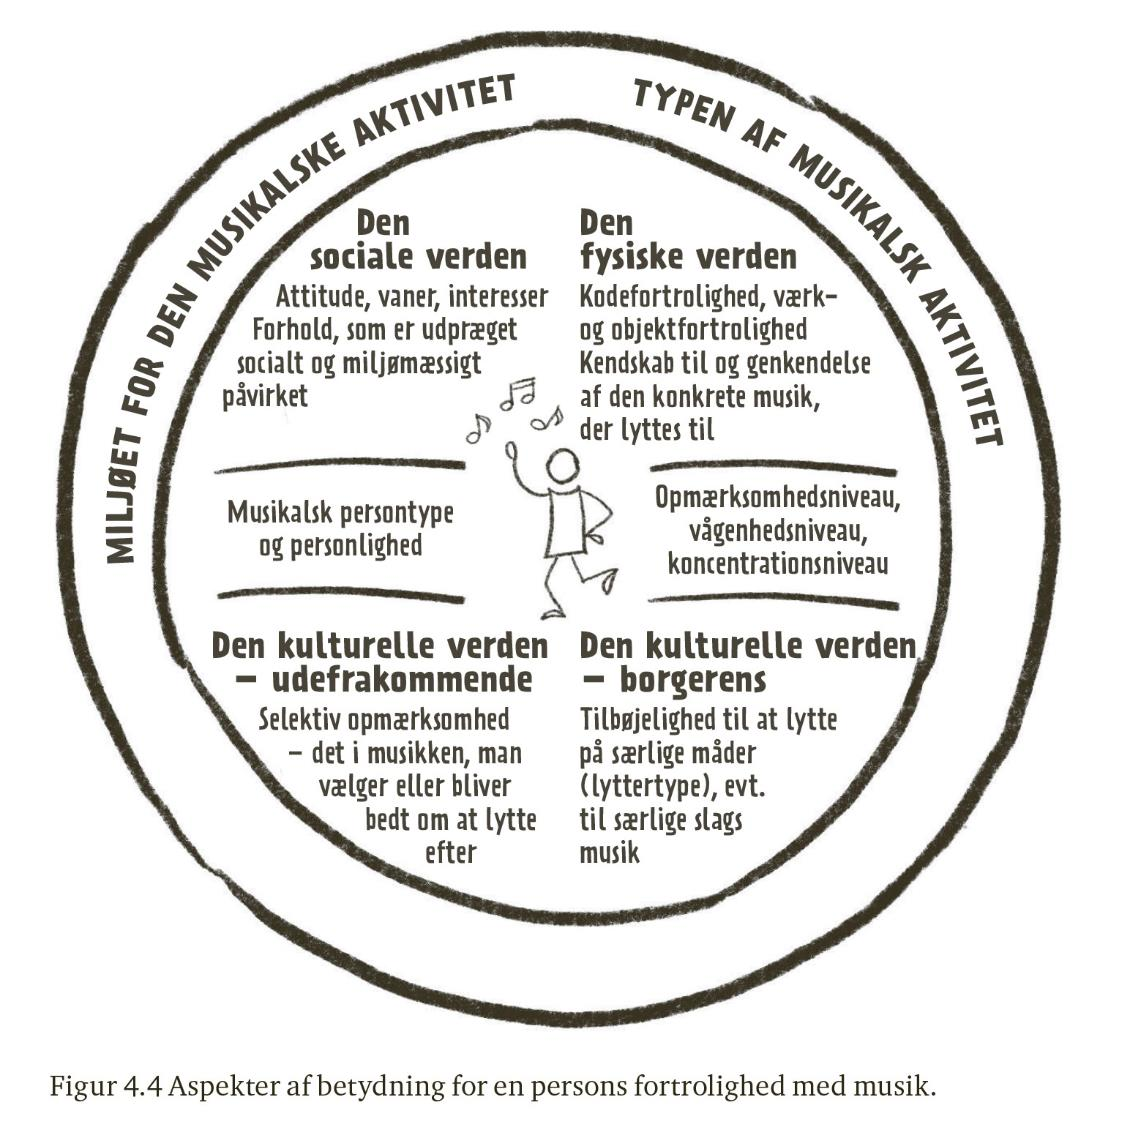 MILJØET FOR DEN MUSIKALSKE AKTIVITET
TYPEN AF MUSIKALSK AKTIVITET
Den
sociale verden
Attitude, vaner, interesser
Forhold, som er udpræget
socialt og miljømæssigt
påvirket
Den
fysiske verden
Kodefortrolighed, værk-
og objektfortrolighed
Kendskab til og genkendelse
af den konkrete musik,
der lyttes til
Musikalsk persontype
og personlighed
Opmærksomhedsniveau,
vågenhedsniveau,
koncentrationsniveau
Den kulturelle verden
– udefrakommende
Selektiv opmærksomhed
– det i musikken, man
vælger eller bliver
bedt om at lytte
efter
Den kulturelle verden
– borgerens
Tilbøjelighed til at lytte
på særlige måder
(lyttertype), evt.
til særlige slags
musik
Figur 4.4 Aspekter af betydning for en persons fortrolighed med musik.